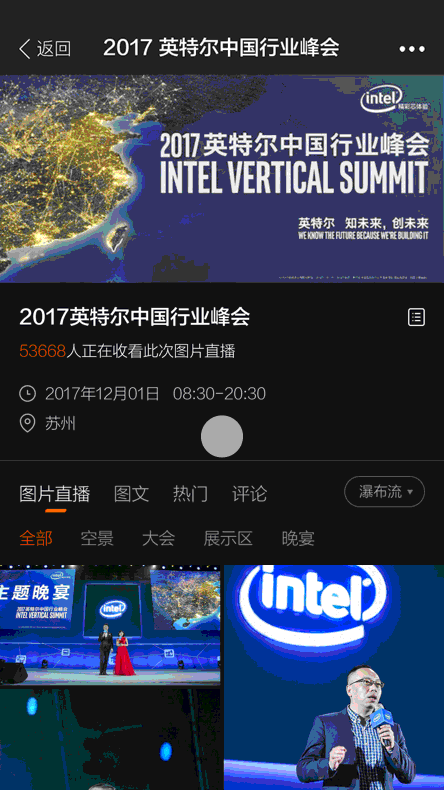 返回
2017 英特尔中国行业峰会
intel
精彩芯体验
2017英特尔中国行业峰会
INTEL VERTICAL SUMMIT
英特尔 知未来，创未来
WE KNOW THE FUTURE BECAUSE WE'RE BUILDING IT
2017英特尔中国行业峰会
53668人正在收看此次图片直播
2017年12月01日 08:30-20:30
苏州
图片直播 图文 热门 评论 瀑布流
全部 空景 大会 展示区 晚宴
主题晚宴
2017英特尔中国行业峰会
INTEL VERTICAL SUMMIT
intel
intel